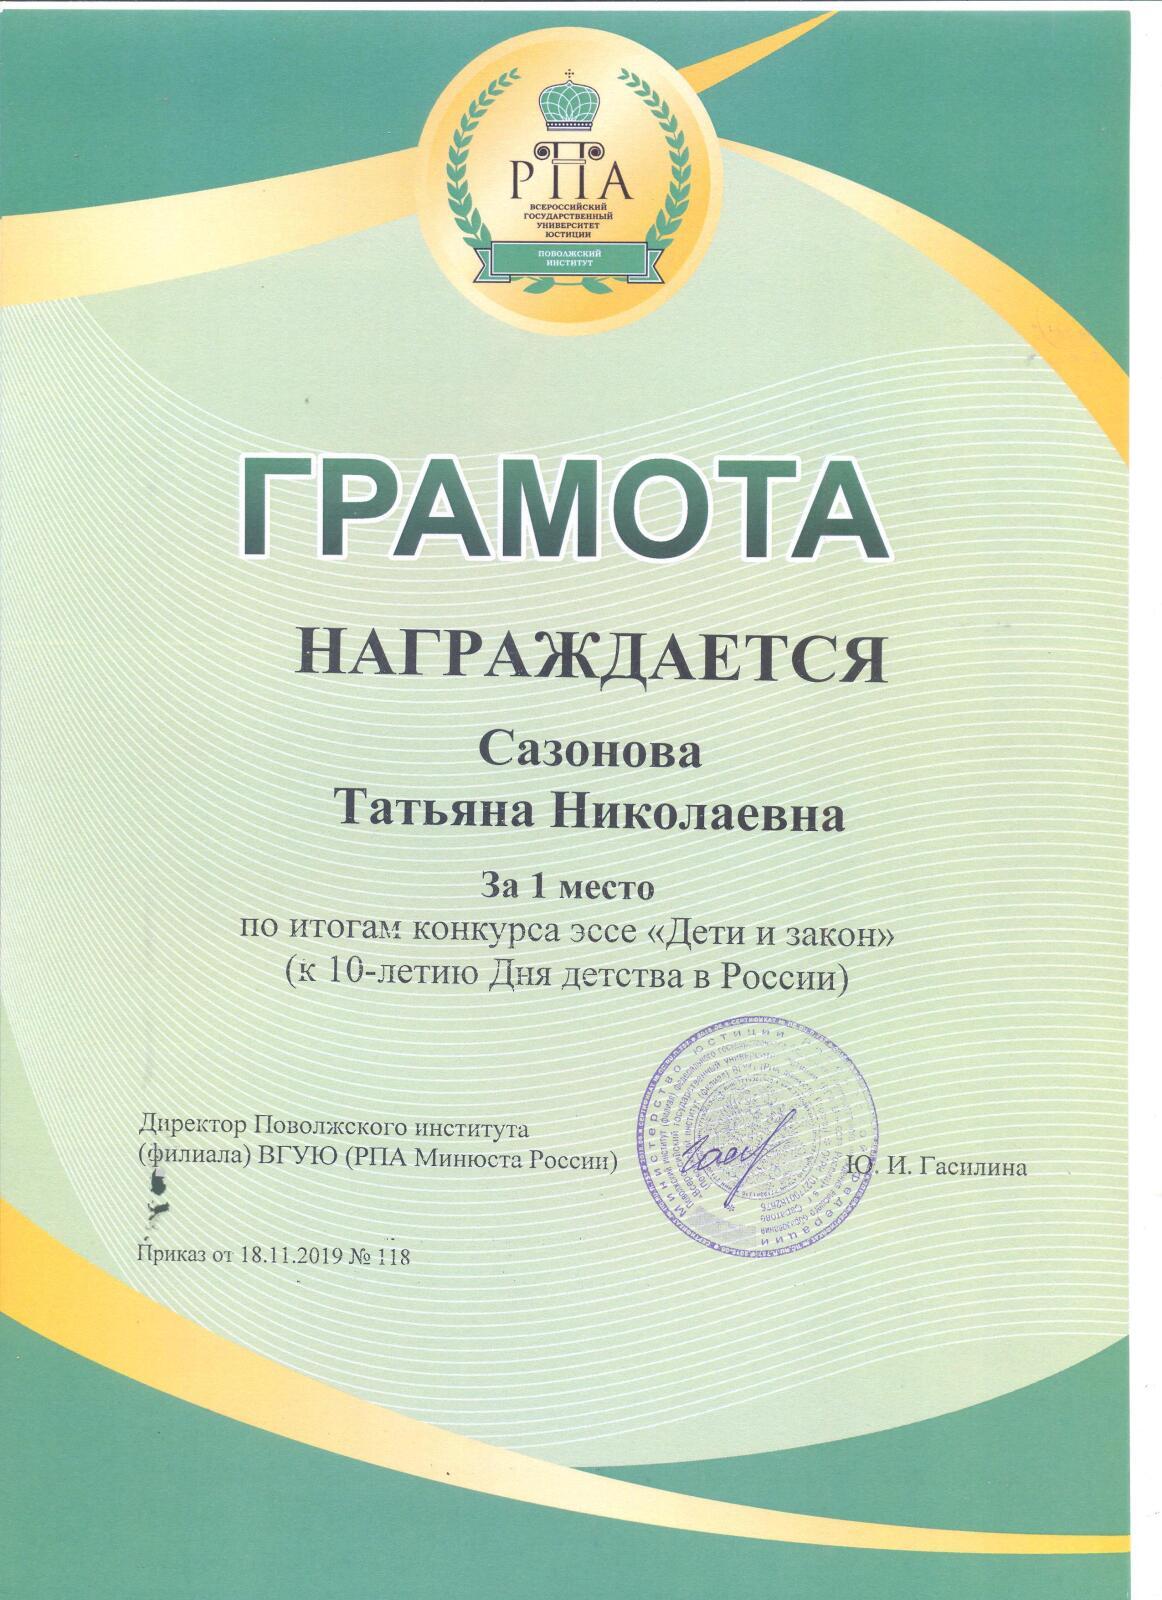 РПА
ВСЕРОССИЙСКИЙ
ГОСУДАРСТВЕННЫЙ
УНИВЕРСИТЕТ
ЮСТИЦИИ
ПОВОЛЖСКИЙ
ИНСТИТУТ
ГРАМОТА
НАГРАЖДАЕТСЯ
Сазонова
Татьяна Николаевна
За 1 место
по итогам конкурса эссе «Дети и закон»
(к 10-летию Дня детства в России)
Директор Поволжского института
(филиала) ВГУЮ (РПА Минюста России)
Ю. И. Гасилина
Приказ от 18.11.2019 № 118